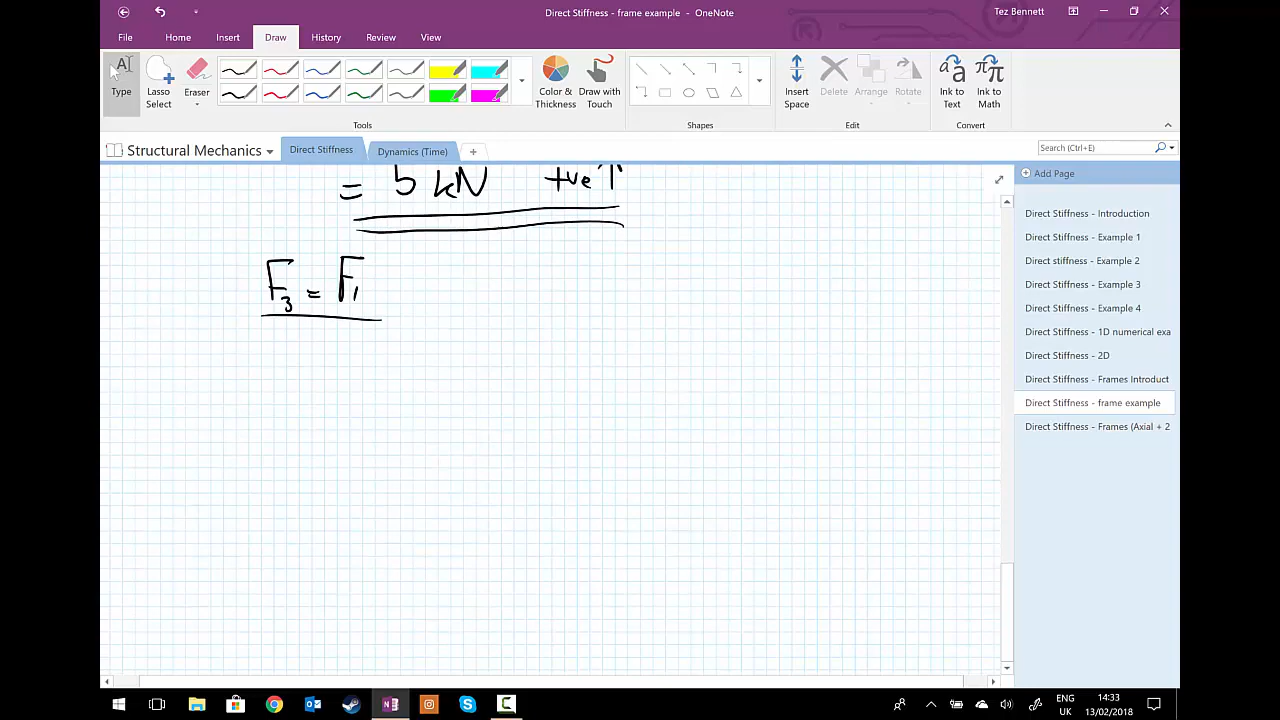 Direct Stiffness - frame example - OneNote
Tez Bennett
File Home Insert Draw History Review View
Type
Lasso Select
Eraser
Color & Thickness
Draw with Touch
Insert Space
Delete
Arrange
Rotate
Ink to Text
Ink to Math
Tools
Shapes
Edit
Convert
Structural Mechanics
Direct Stiffness
Dynamics (Time)
Search (Ctrl+E)
Add Page
Direct Stiffness - Introduction
Direct Stiffness - Example 1
Direct stiffness - Example 2
Direct Stiffness - Example 3
Direct Stiffness - Example 4
Direct Stiffness - 1D numerical exa
Direct Stiffness - 2D
Direct Stiffness - Frames Introduct
Direct Stiffness - frame example
Direct Stiffness - Frames (Axial + 2
= 5 kN +ve ↑
F3 = F1
ENG
UK
14:33
13/02/2018